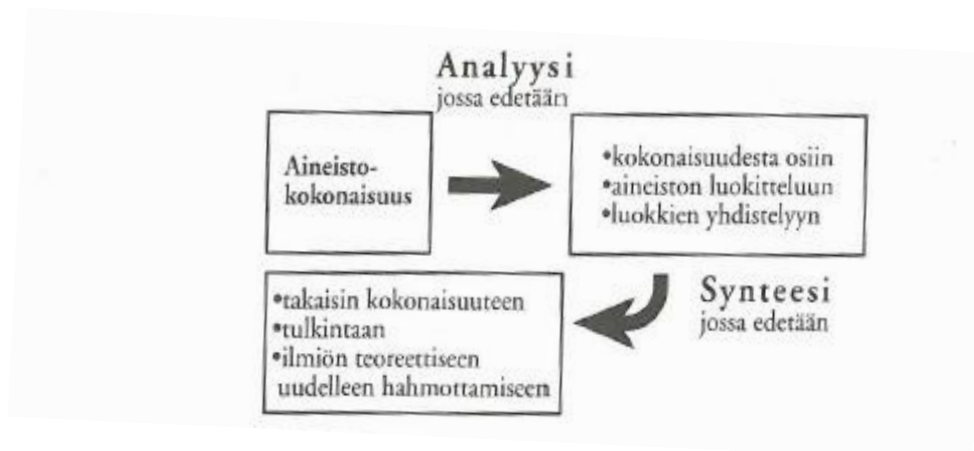 Analyysi
jossa edetään
Aineisto-
kokonaisuus
•kokonaisuudesta osiin
•aineiston luokitteluun
•luokkien yhdistelyyn
Synteesi
jossa edetään
•takaisin kokonaisuuteen
•tulkintaan
•ilmiön teoreettiseen
uudelleen hahmottamiseen